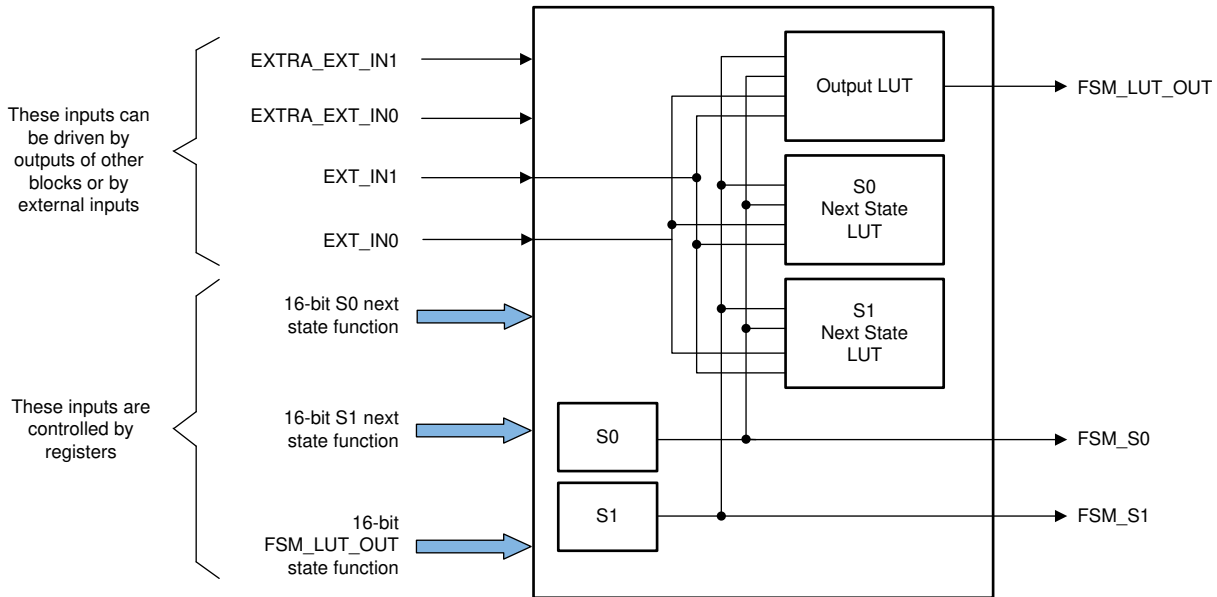 These inputs can
be driven by
outputs of other
blocks or by
external inputs
EXTRA_EXT_IN1
EXTRA_EXT_IN0
EXT_IN1
EXT_IN0
These inputs are
controlled by
registers
16-bit S0 next
state function
16-bit S1 next
state function
16-bit
FSM_LUT_OUT
state function
Output LUT
S0
Next State
LUT
S1
Next State
LUT
S0
S1
FSM_LUT_OUT
FSM_S0
FSM_S1